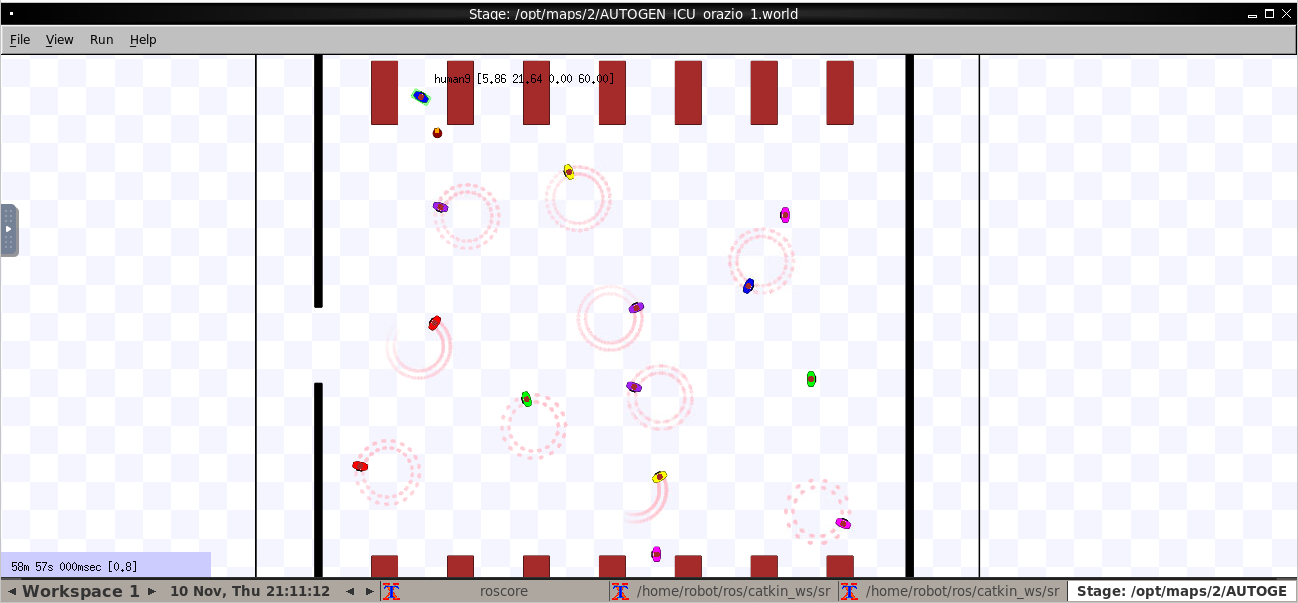 Stage: /opt/maps/2/AUTOGEN_ICU_orazio_1.world
File View Run Help
human9 [5.86 21.64 0.00 60.00]
58m 57s 000msec [0.8]
Workspace 1 10 Nov, Thu 21:11:12 roscore /home/robot/ros/catkin_ws/sr /home/robot/ros/catkin_ws/sr Stage: /opt/maps/2/AUTOGE